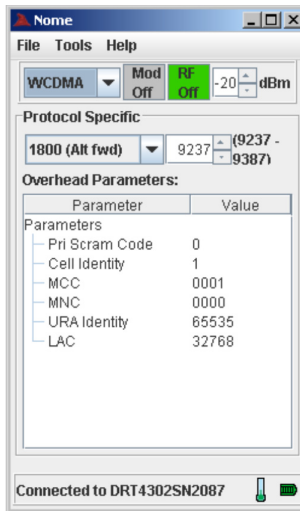 Nome
File Tools Help
WCDMA Mod Off RF Off -20 dBm
Protocol Specific
1800 (Alt fwd) 9237 (9237 - 9387)
Overhead Parameters:
Parameter Value
Parameters
Pri Scram Code 0
Cell Identity 1
MCC 0001
MNC 0000
URA Identity 65535
LAC 32768
Connected to DRT4302SN2087